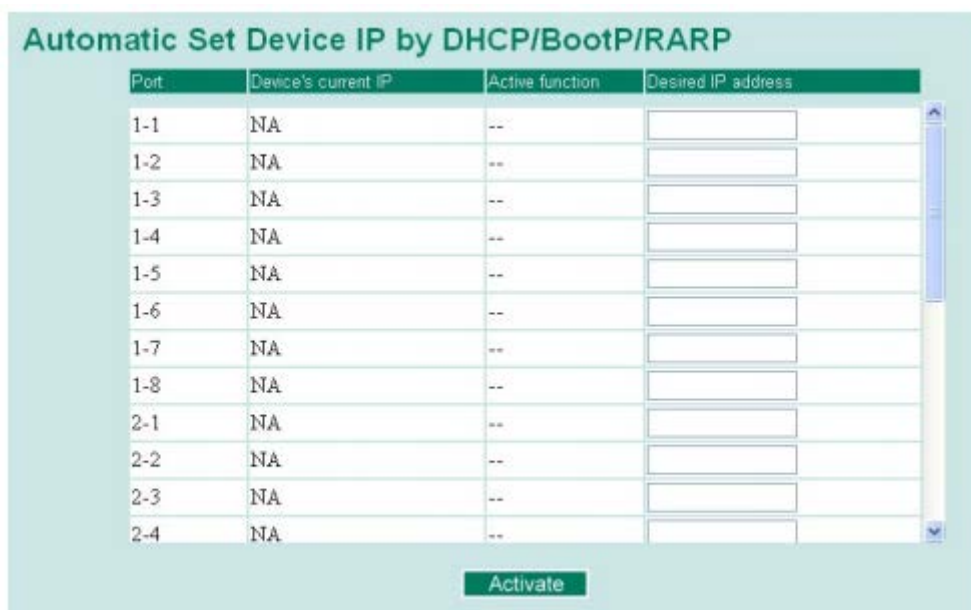 Automatic Set Device IP by DHCP/BootP/RARP
Port Device's current IP Active function Desired IP address
1-1 NA --
1-2 NA --
1-3 NA --
1-4 NA --
1-5 NA --
1-6 NA --
1-7 NA --
1-8 NA --
2-1 NA --
2-2 NA --
2-3 NA --
2-4 NA --
Activate